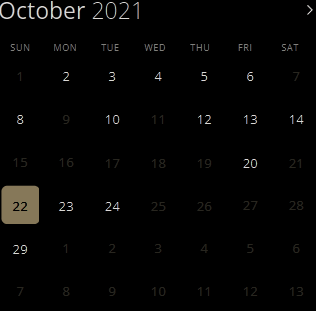 October 2021
SUN MON TUE WED THU FRI SAT
1 2 3 4 5 6 7
8 9 10 11 12 13 14
15 16 17 18 19 20 21
22 23 24 25 26 27 28
29 1 2 3 4 5 6
7 8 9 10 11 12 13